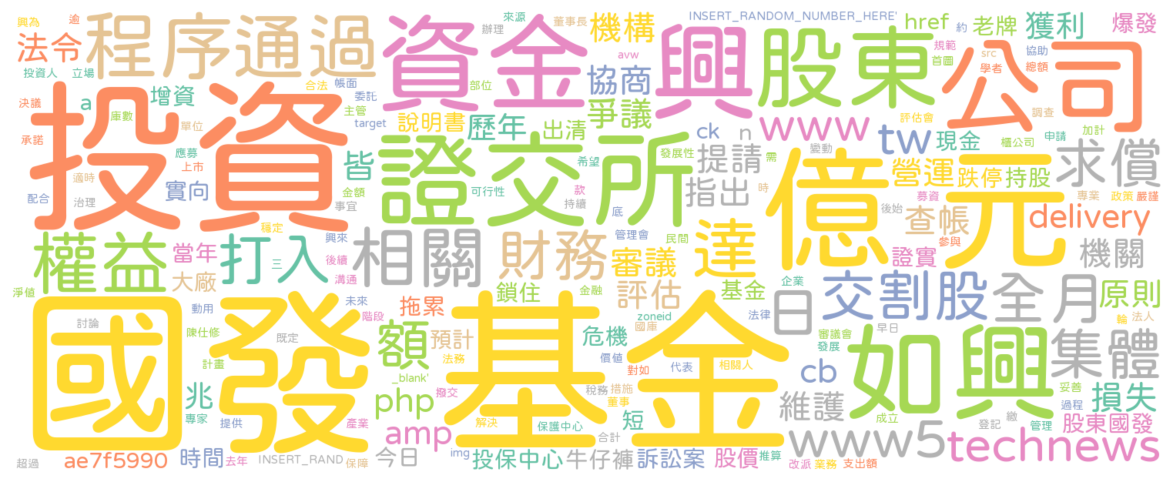 興為 逾 辦理 來源 董事長 約 INSERT_RANDOM_NUMBER_HERE'
法令 程序通過 資金 機構 href 老牌 獲利 爆發
投資人 立場 合法 帳面 avw 部位 興 股東 規範 協助 src 首圖 學者 總額 公司
決議 庫數 a 增資 委託 主管 協商
承諾 單位 投資 target 說明書 歷年 爭議 出清 www ck n tw 評估會 調查 現金 櫃公司 申請 加計
應募 上市 皆 證交所 希望 發展性 提請 變動 需 營運 跌停 持股 求償
適時 實向 金額 可行性 款 指出 時 億元 募資 專業 政策 嚴謹
配合 治理 事宜 持續 底 後始 查帳 參與 delivery
權益 當年 穩定 打入 興來 相關 財務 管理會 民間 審議 達 證實 機關
三 後續 溝通 大廠 鎖住 評估 金融 基金 企業 日 交割股 全月 原則
淨值 動用 未來 階段 拖累 zoneid 法律 輪 法人
討論 陳仕修 既定 額 預計 危機 國庫 審議會 早日 發展 如興 集體
計畫 法務 價值 對如 代表 相關人 cb 妥善
國發 兆 _blank' 撥交 基金 稅務 措施 維護 損失
專家 提供 產業 php 解決 短 董事 成立 過程
amp 保護中心 合計 www5 登記 繳 管理 股東國發
超過 ae7f5990 時間 去年 INSERT_RAND 保障 今日 投保中心 img 牛仔褲 訴訟案 股價 推算 改派 業務 支出額 technews